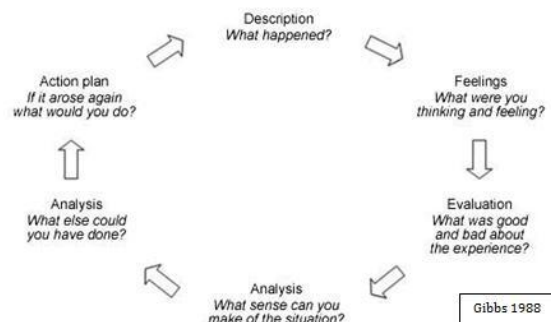 Description
What happened?
Feelings
What were you
thinking and feeling?
Evaluation
What was good
and bad about
the experience?
Analysis
What sense can you
make of the situation?
Analysis
What else could
you have done?
Action plan
If it arose again
what would you do?
Gibbs 1988